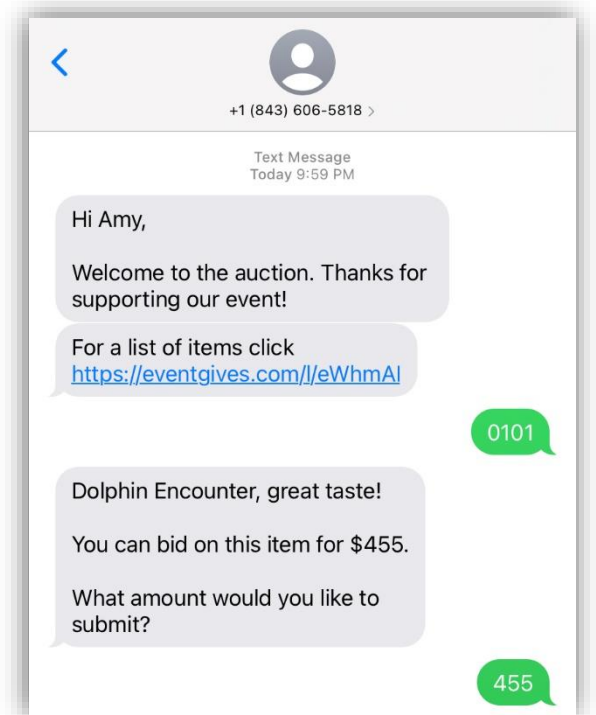 +1 (843) 606-5818 >
Text Message
Today 9:59 PM
Hi Amy,
Welcome to the auction. Thanks for
supporting our event!
For a list of items click
https://eventgives.com/l/eWhmAl
0101
Dolphin Encounter, great taste!
You can bid on this item for $455.
What amount would you like to
submit?
455